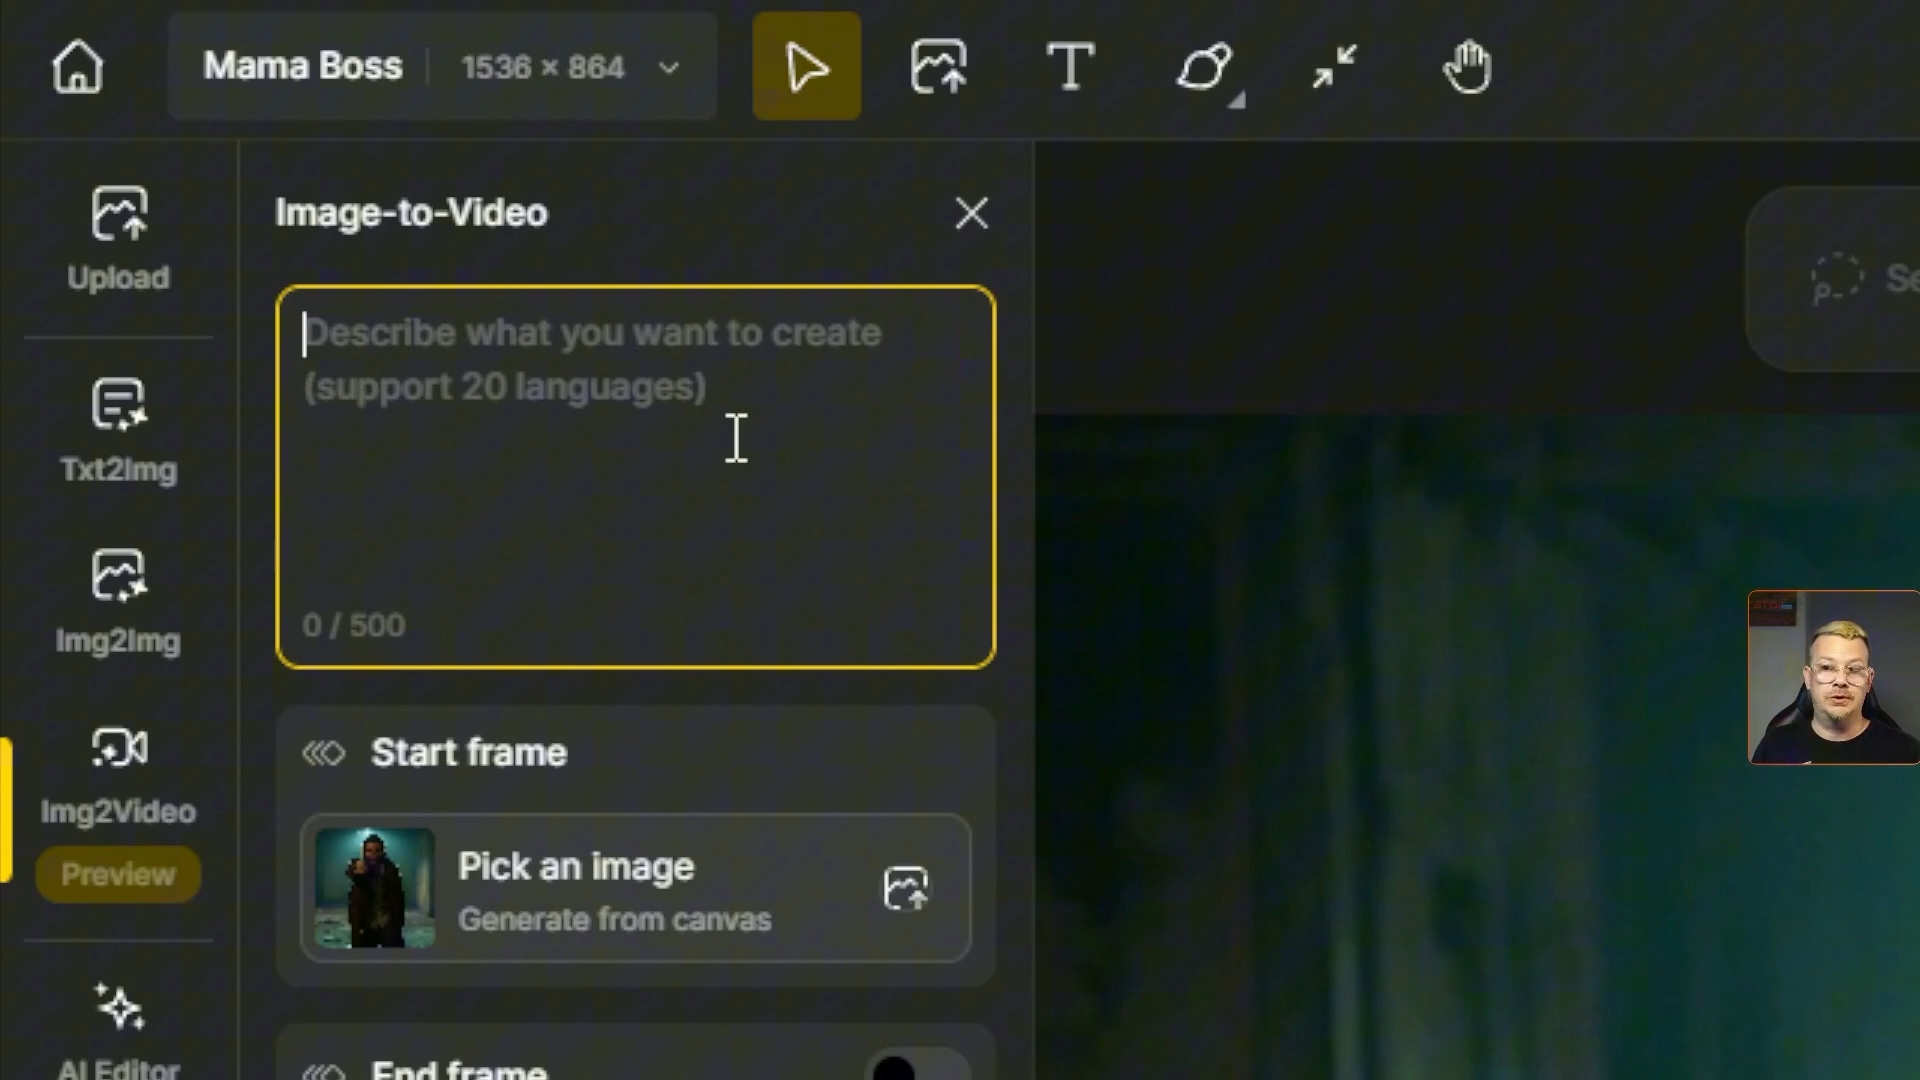 Mama Boss
1536 × 864
Upload
Txt2Img
Img2Img
Img2Video
Preview
AI Editor
Image-to-Video
Describe what you want to create
(support 20 languages)
0 / 500
Start frame
Pick an image
Generate from canvas
End frame